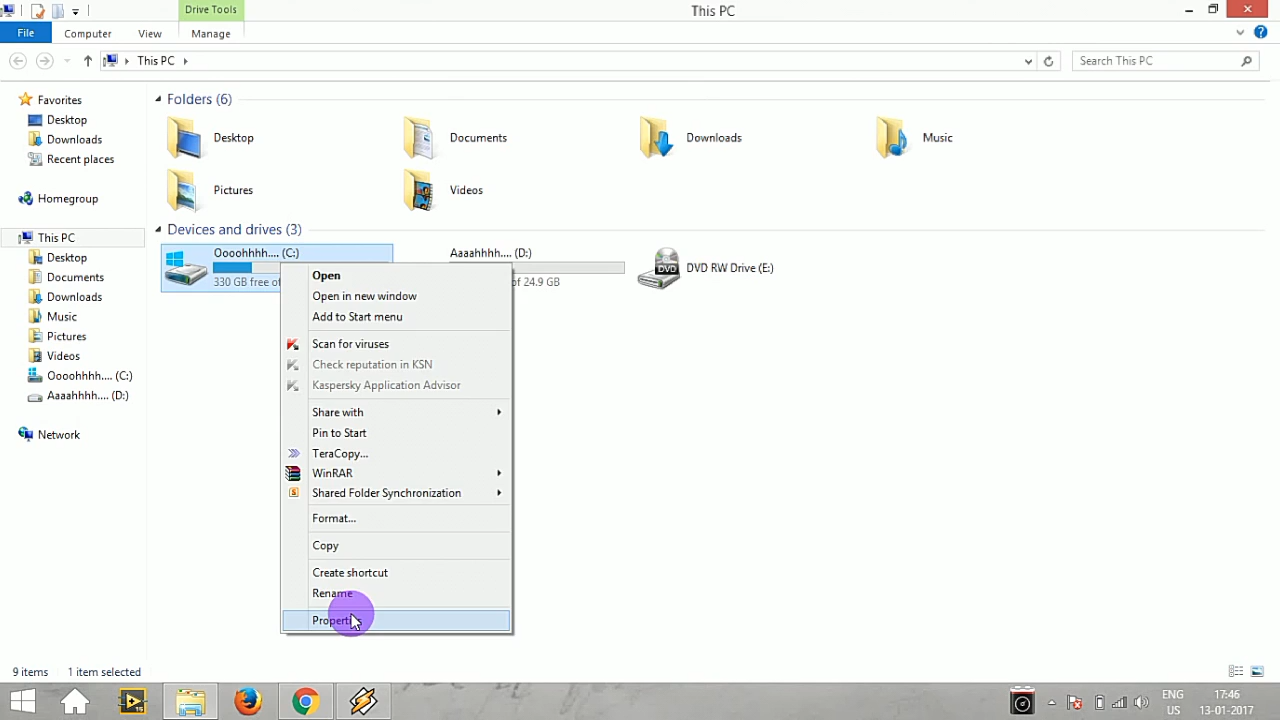 Drive Tools
This PC
File
Computer
View
Manage
This PC
Search This PC
Favorites
Desktop
Downloads
Recent places
Homegroup
This PC
Desktop
Documents
Downloads
Music
Pictures
Videos
Ooohhhh.... (C:)
Aaaahhhh.... (D:)
Network
Folders (6)
Desktop
Documents
Downloads
Music
Pictures
Videos
Devices and drives (3)
Ooohhhh.... (C:)
330 GB free of
Aaaahhhh.... (D:)
of 24.9 GB
DVD RW Drive (E:)
DVD
Open
Open in new window
Add to Start menu
Scan for viruses
Check reputation in KSN
Kaspersky Application Advisor
Share with
Pin to Start
TeraCopy...
WinRAR
Shared Folder Synchronization
Format...
Copy
Create shortcut
Rename
Properties
9 items
1 item selected
ENG
US
17:46
13-01-2017